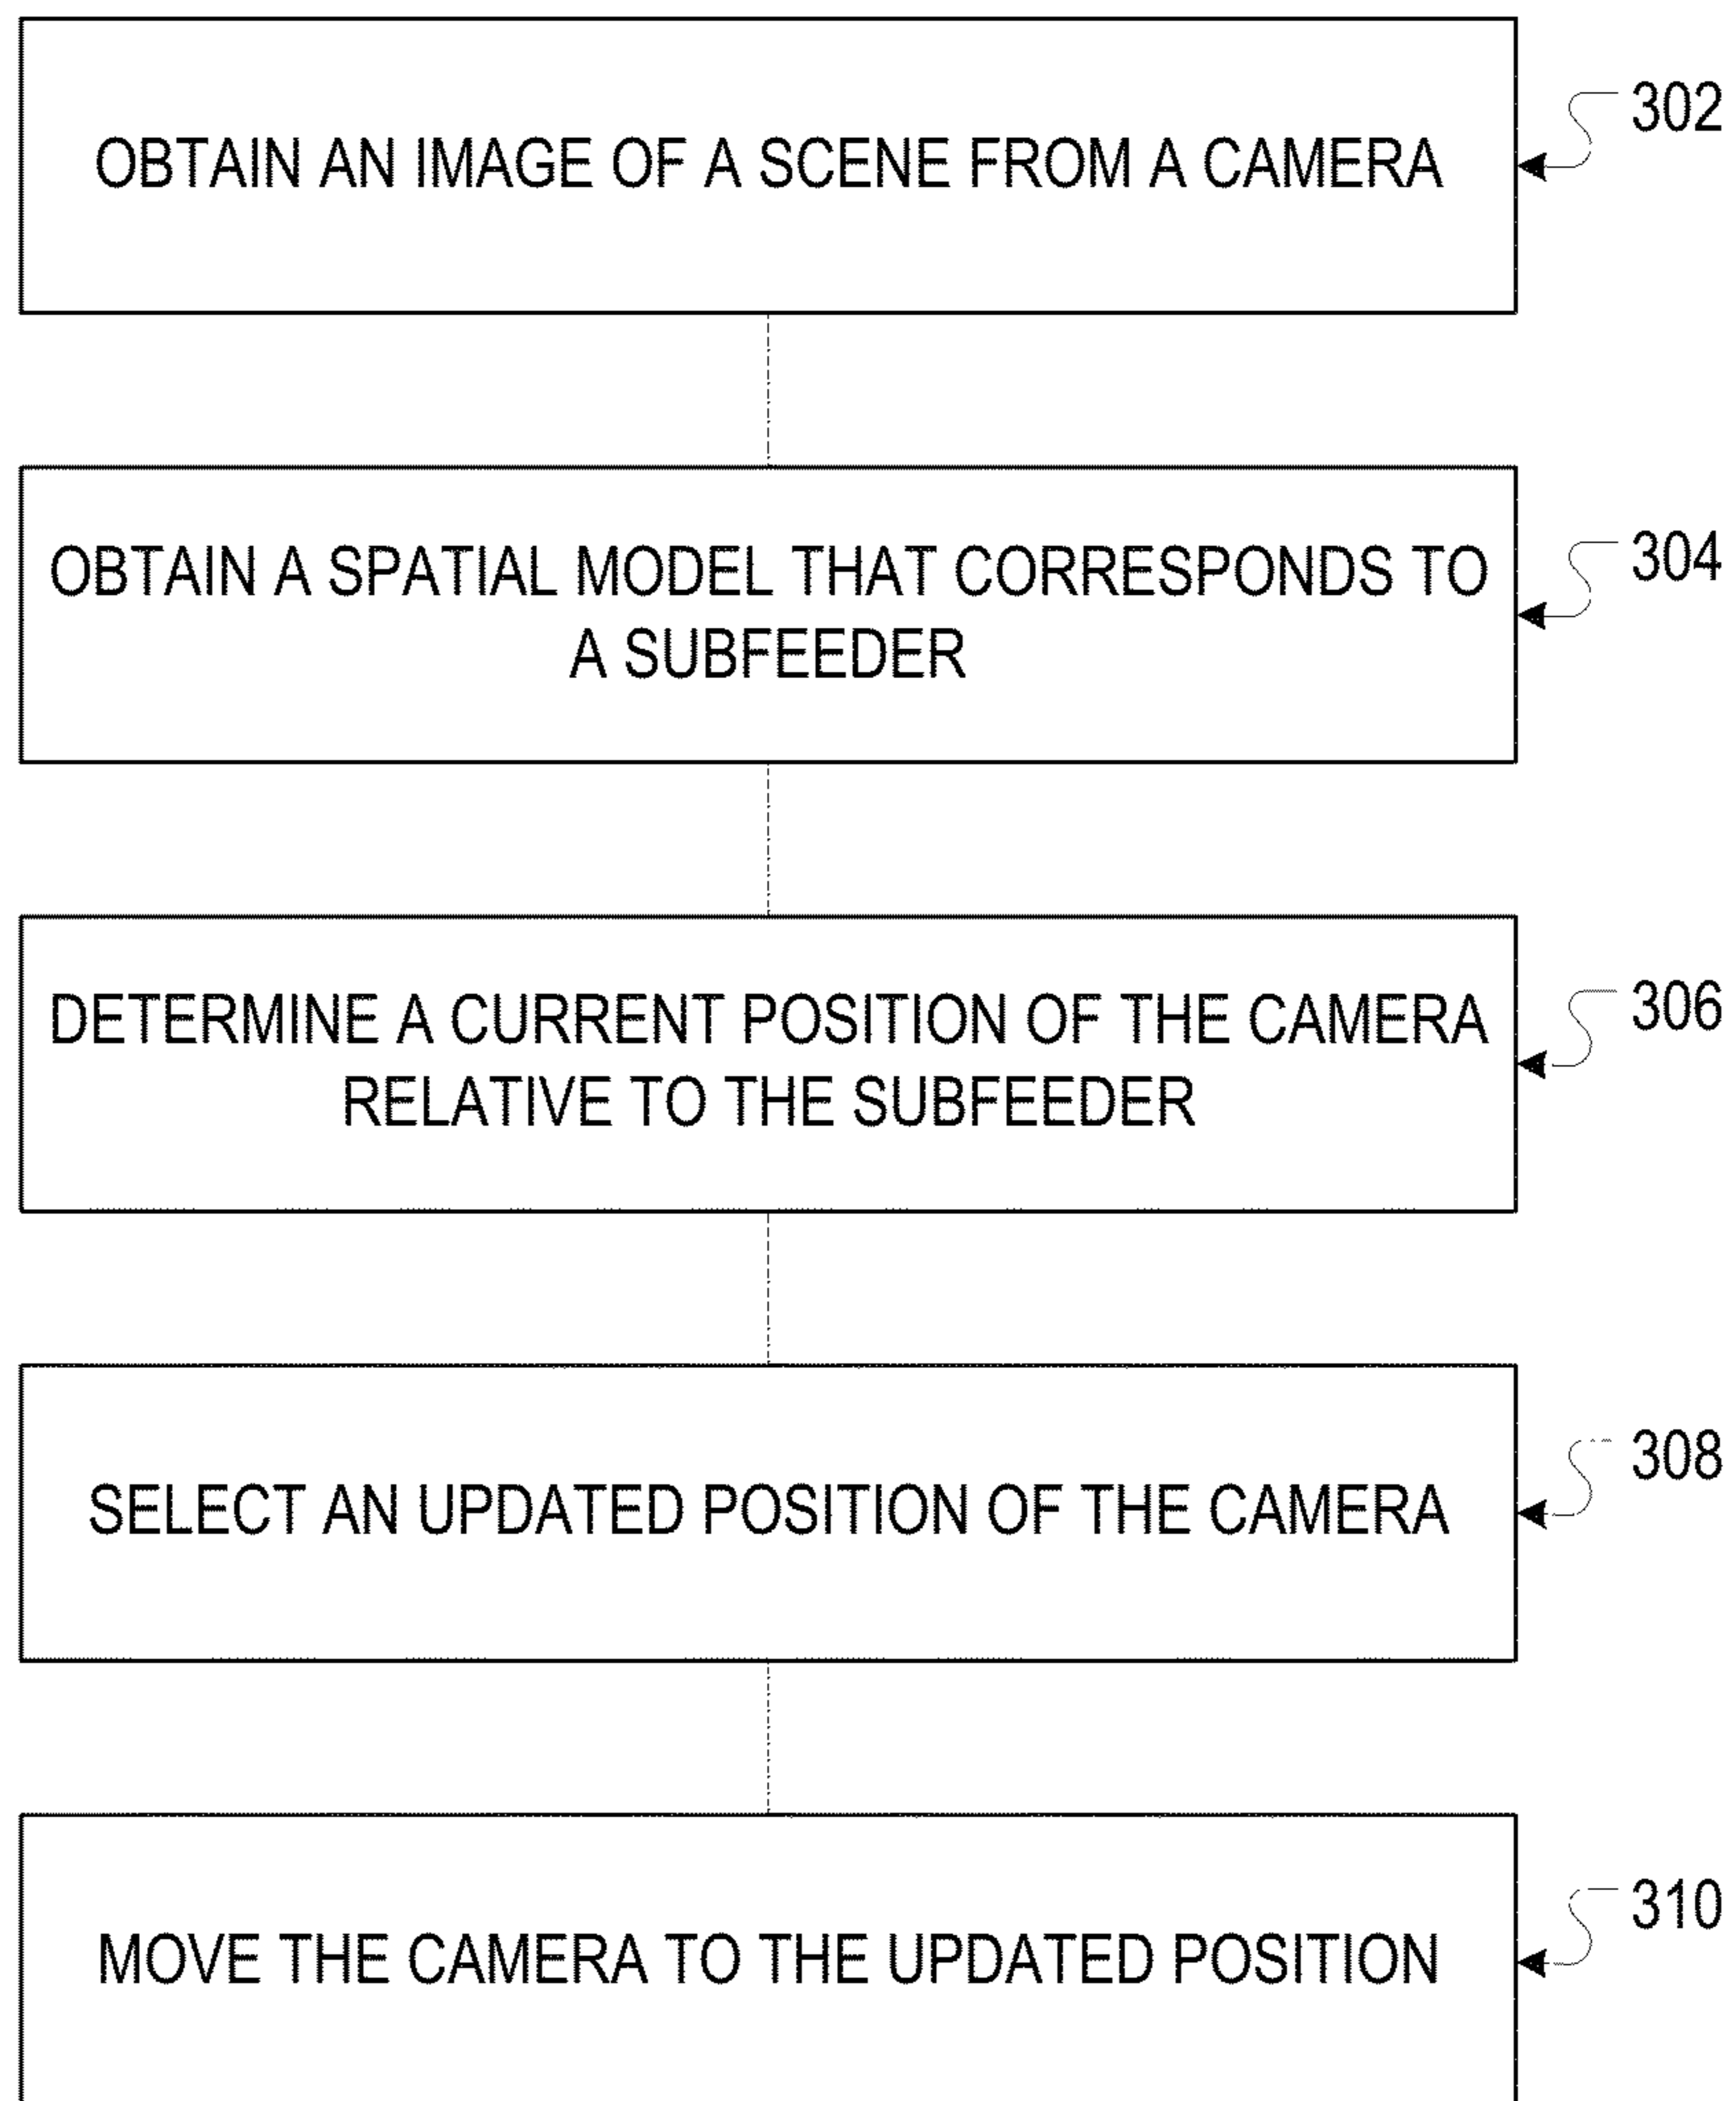 OBTAIN AN IMAGE OF A SCENE FROM A CAMERA
302
OBTAIN A SPATIAL MODEL THAT CORRESPONDS TO
A SUBFEEDER
304
DETERMINE A CURRENT POSITION OF THE CAMERA
RELATIVE TO THE SUBFEEDER
306
SELECT AN UPDATED POSITION OF THE CAMERA
308
MOVE THE CAMERA TO THE UPDATED POSITION
310